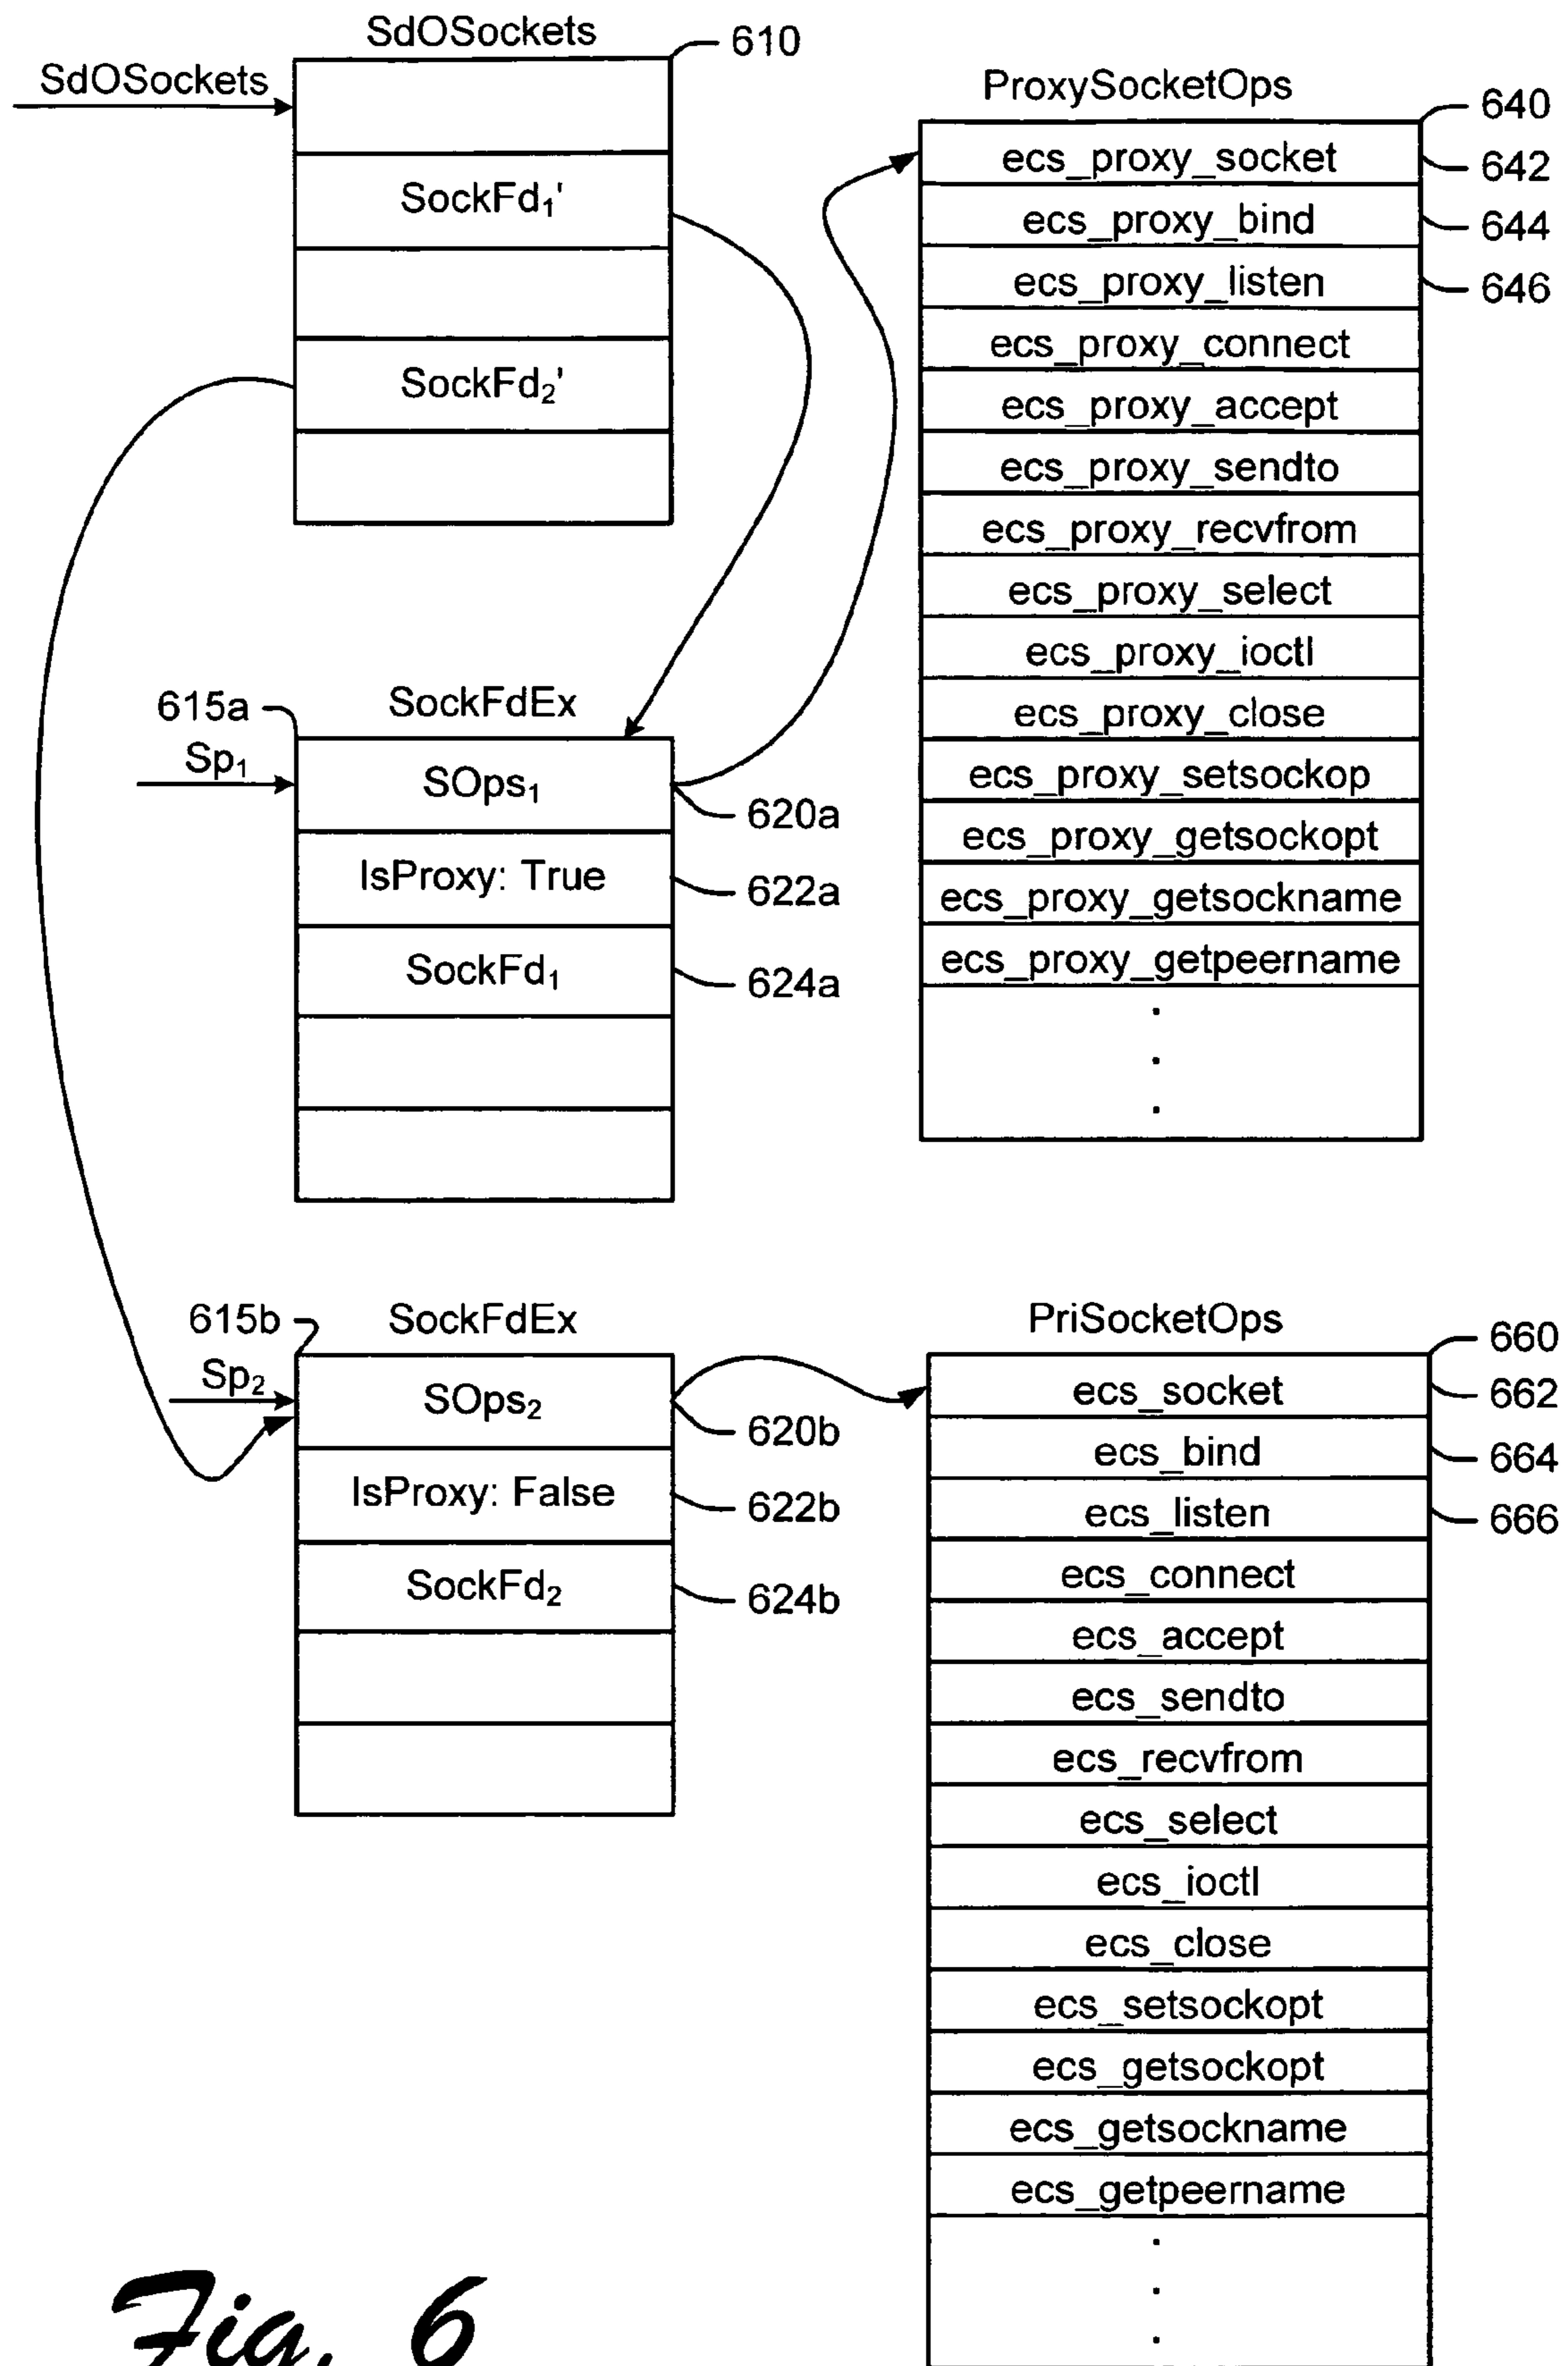 SdOSockets
610
SdOSockets
SockFd₁'
SockFd₂'
ProxySocketOps
640
ecs_proxy_socket
642
ecs_proxy_bind
644
ecs_proxy_listen
646
ecs_proxy_connect
ecs_proxy_accept
ecs_proxy_sendto
ecs_proxy_recvfrom
ecs_proxy_select
ecs_proxy_ioctl
ecs_proxy_close
ecs_proxy_setsockop
ecs_proxy_getsockopt
ecs_proxy_getsockname
ecs_proxy_getpeername
.
.
.
615a
SockFdEx
Sp₁
SOps₁
620a
IsProxy: True
622a
SockFd₁
624a
615b
SockFdEx
Sp₂
SOps₂
620b
IsProxy: False
622b
SockFd₂
624b
PriSocketOps
660
ecs_socket
662
ecs_bind
664
ecs_listen
666
ecs_connect
ecs_accept
ecs_sendto
ecs_recvfrom
ecs_select
ecs_ioctl
ecs_close
ecs_setsockopt
ecs_getsockopt
ecs_getsockname
ecs_getpeername
.
.
.
Fig. 6